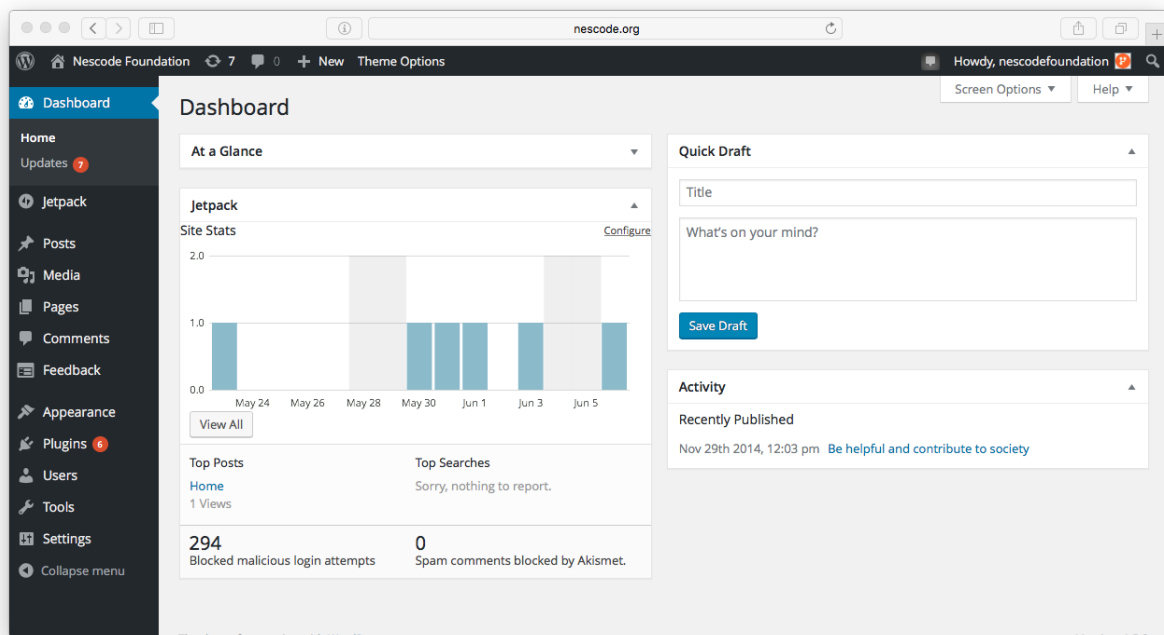 nescode.org
Nescode Foundation 7 0 New Theme Options Howdy, nescodefoundation
Screen Options Help
Dashboard
Home
Updates 7
Jetpack
Posts
Media
Pages
Comments
Feedback
Appearance
Plugins 6
Users
Tools
Settings
Collapse menu
Dashboard
At a Glance
Jetpack
Site Stats Configure
2.0
1.0
0.0
May 24 May 26 May 28 May 30 Jun 1 Jun 3 Jun 5
View All
Top Posts Top Searches
Home Sorry, nothing to report.
1 Views
294 0
Blocked malicious login attempts Spam comments blocked by Akismet.
Quick Draft
Title
What's on your mind?
Save Draft
Activity
Recently Published
Nov 29th 2014, 12:03 pm Be helpful and contribute to society